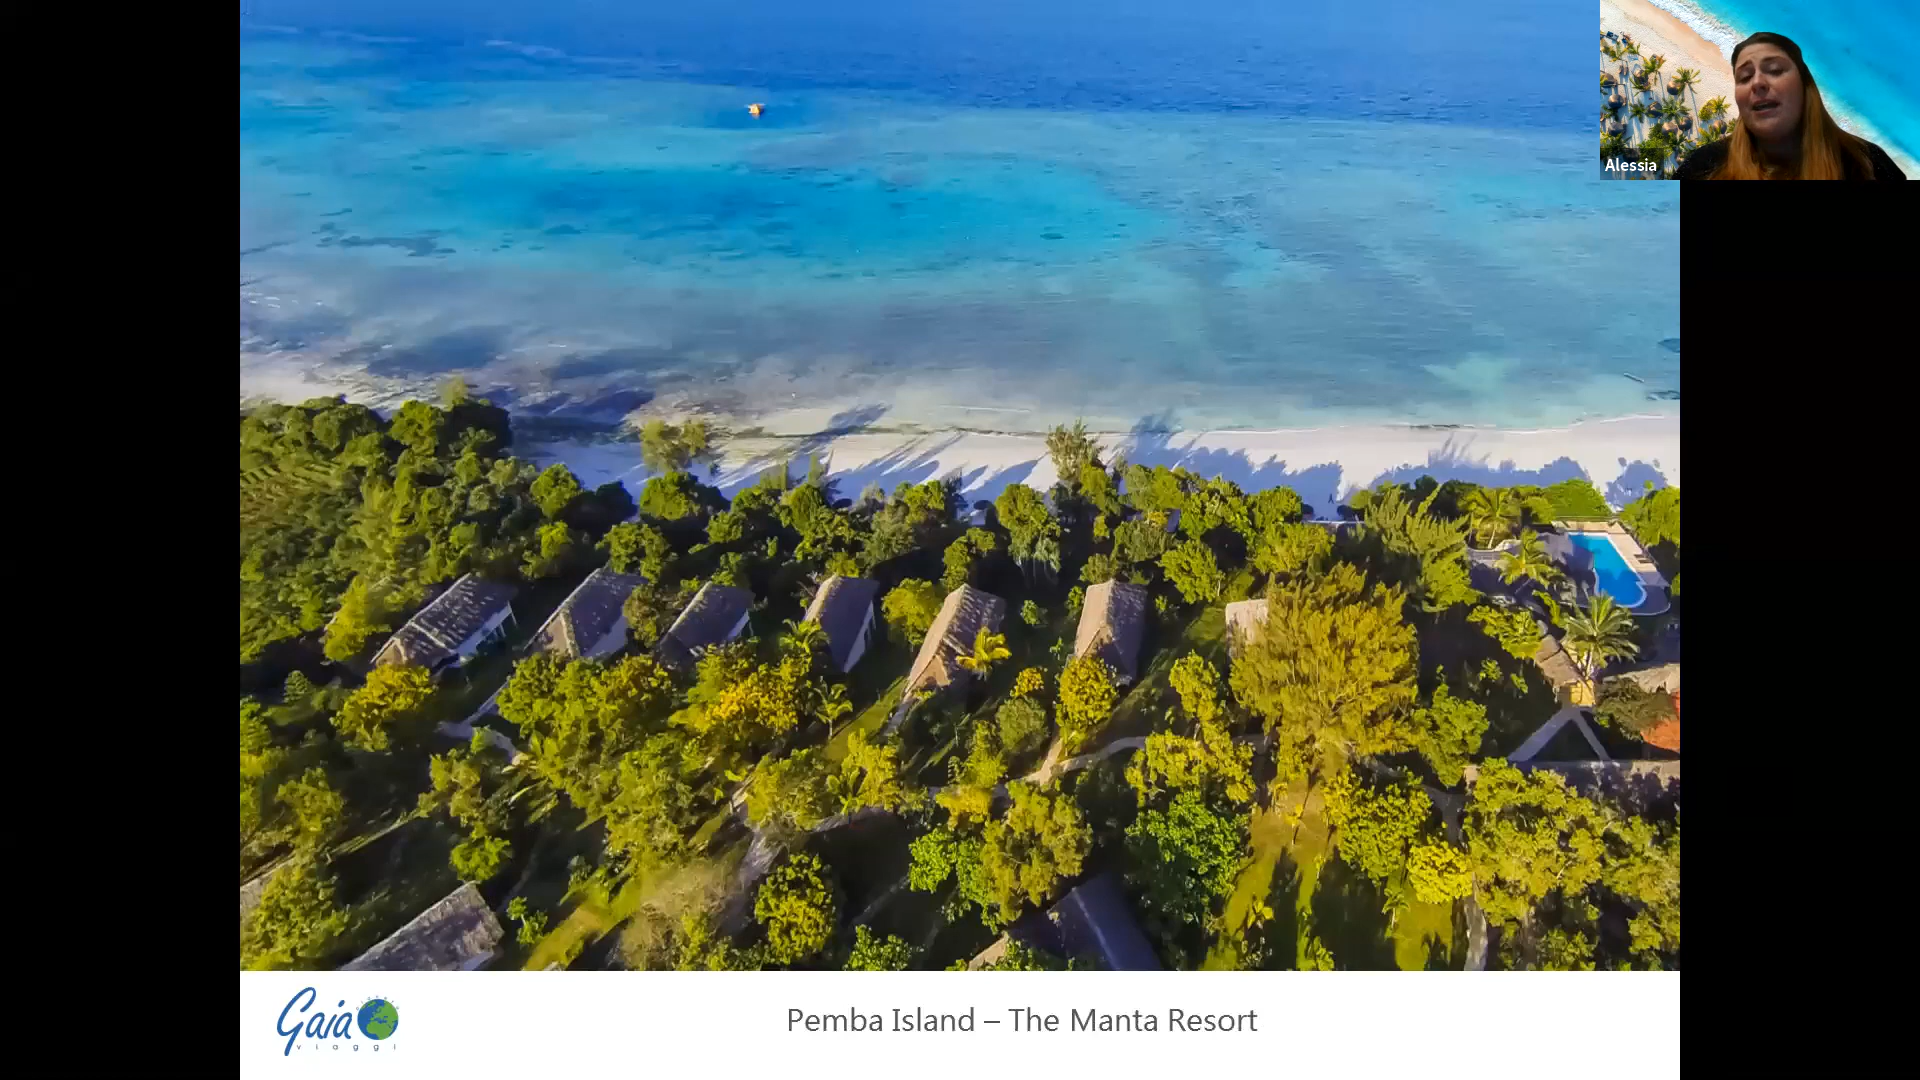 Alessia
Gaia
viaggi
Pemba Island – The Manta Resort